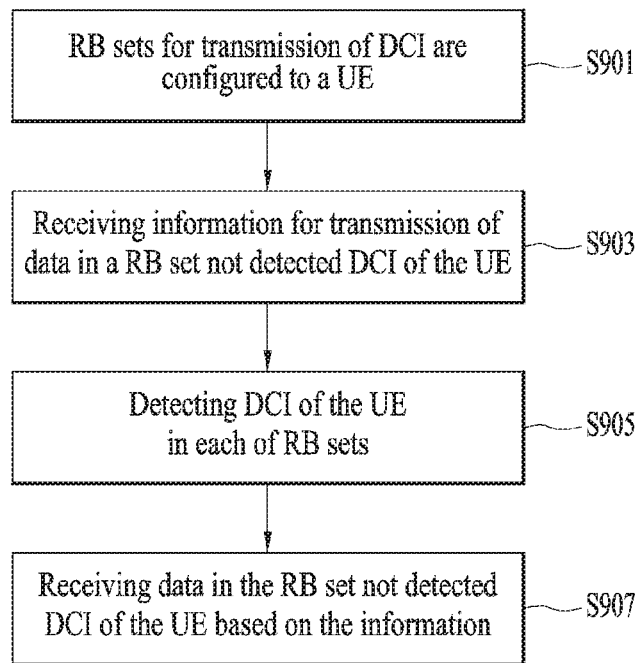 RB sets for transmission of DCI are
configured to a UE
S901
Receiving information for transmission of
data in a RB set not detected DCI of the UE
S903
Detecting DCI of the UE
in each of RB sets
S905
Receiving data in the RB set not detected
DCI of the UE based on the information
S907